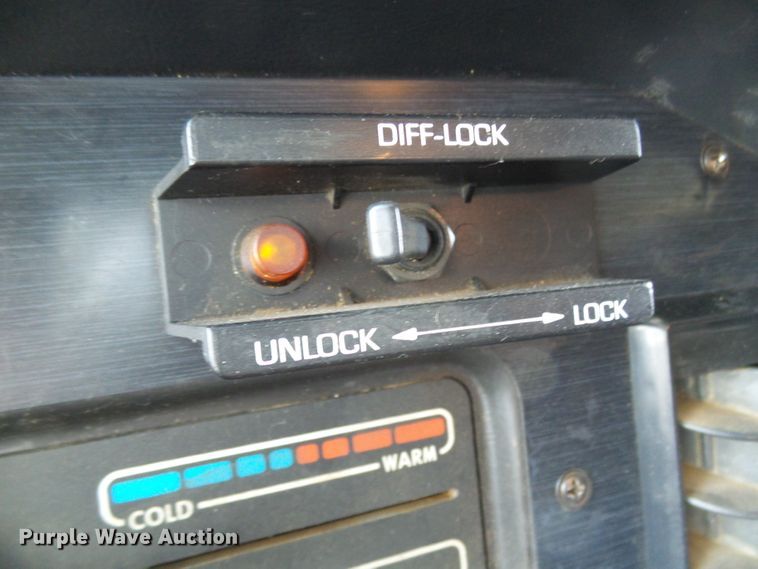 DIFF-LOCK
UNLOCK LOCK
COLD WARM
Purple Wave Auction